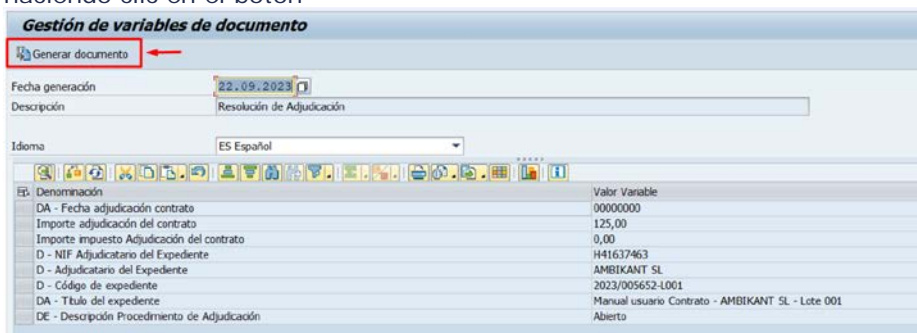 haciendo clic en el botón
Gestión de variables de documento
Generar documento
Fecha generación 22.09.2023
Descripción Resolución de Adjudicación
Idioma ES Español
Denominación Valor Variable
DA - Fecha adjudicación contrato 00000000
Importe adjudicación del contrato 125,00
Importe impuesto Adjudicación del contrato 0,00
D - NIF Adjudicatario del Expediente H41637463
D - Adjudicatario del Expediente AMBIKANT SL
D - Código de expediente 2023/005652-L001
DA - Título del expediente Manual usuario Contrato - AMBIKANT SL - Lote 001
DE - Descripción Procedimiento de Adjudicación Abierto